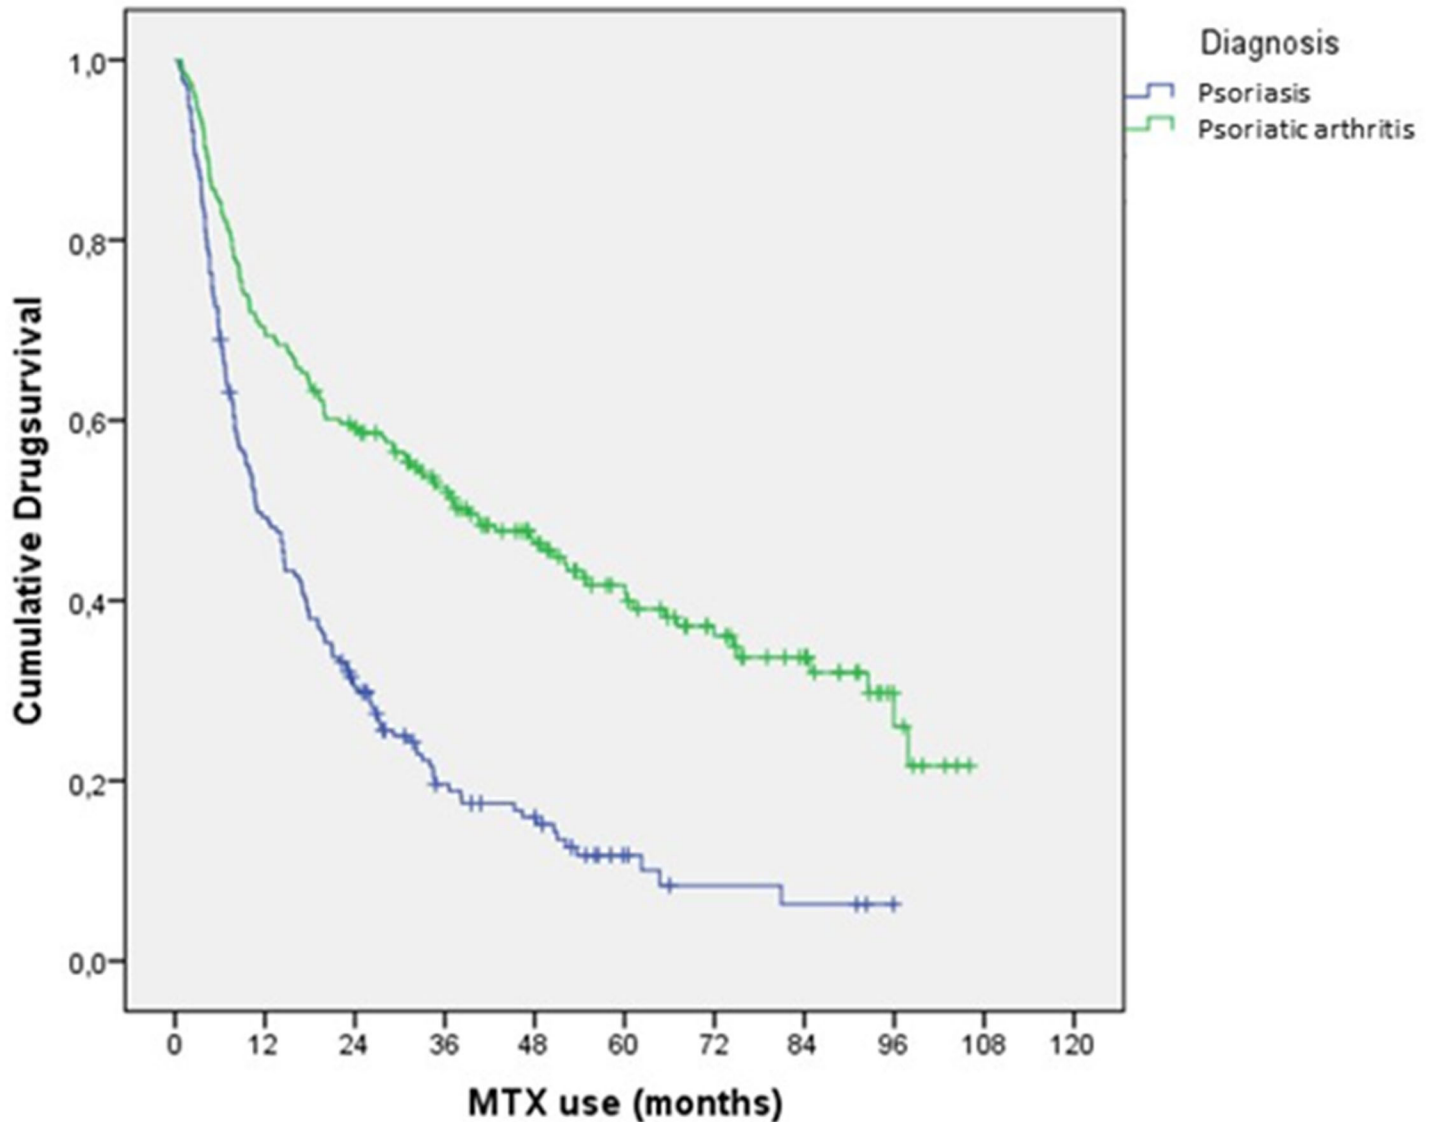 Diagnosis
Psoriasis
Psoriatic arthritis
Cumulative Drugsurvival
1,0
0,8
0,6
0,4
0,2
0,0
0 12 24 36 48 60 72 84 96 108 120
MTX use (months)